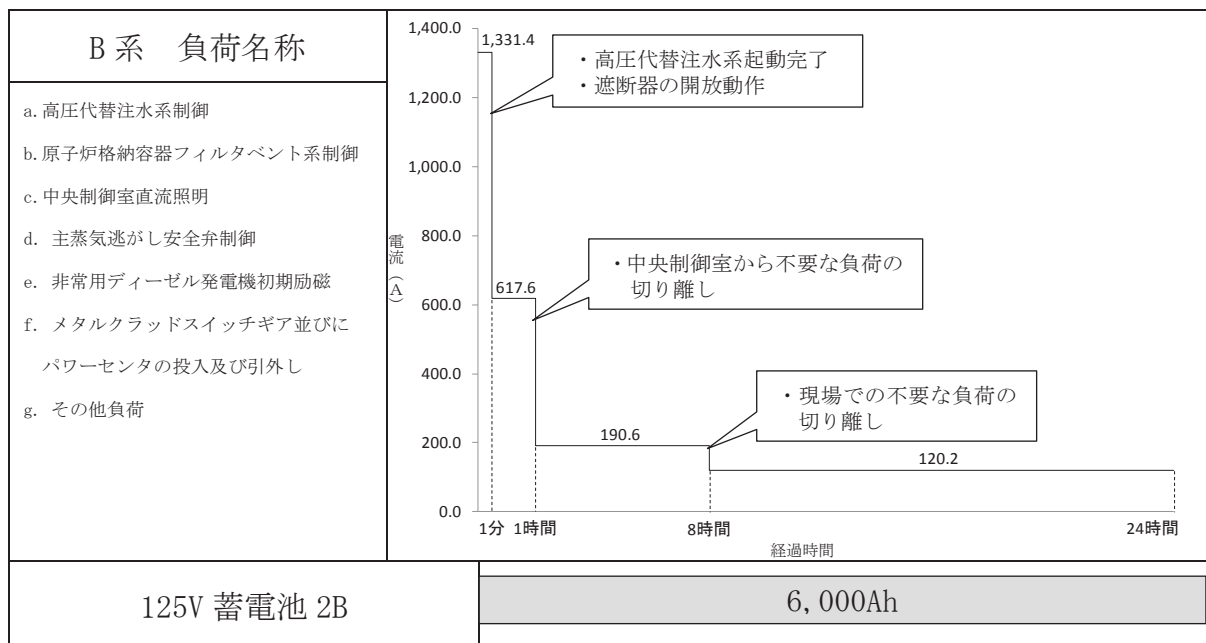 B系　負荷名称
a.高圧代替注水系制御
b.原子炉格納容器フィルタベント系制御
c.中央制御室直流照明
d. 主蒸気逃がし安全弁制御
e. 非常用ディーゼル発電機初期励磁
f. メタルクラッドスイッチギア並びに
パワーセンタの投入及び引外し
g. その他負荷
1,400.0
1,200.0
1,000.0
800.0
600.0
400.0
200.0
0.0
電流(A)
1,331.4
・高圧代替注水系起動完了
・遮断器の開放動作
617.6
・中央制御室から不要な負荷の
切り離し
190.6
・現場での不要な負荷の
切り離し
120.2
1分 1時間 8時間 24時間
経過時間
125V 蓄電池 2B
6,000Ah